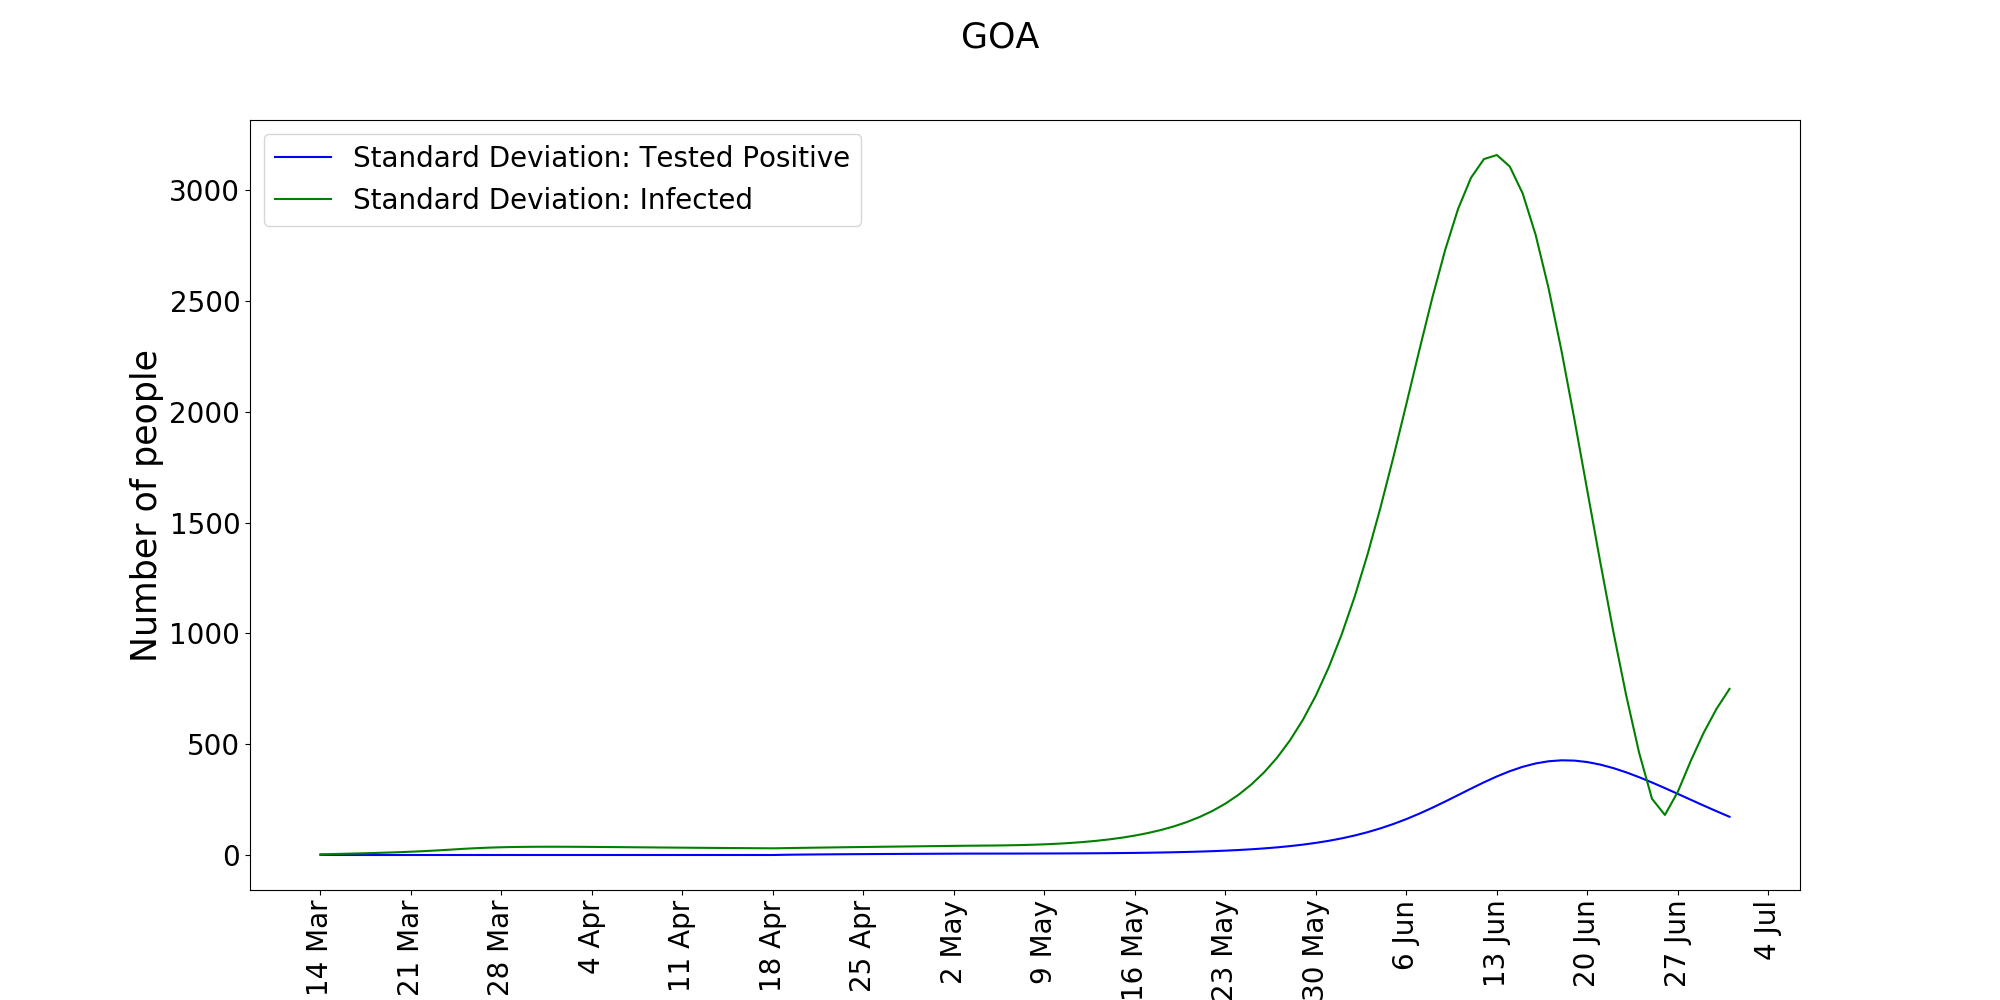 GOA
Standard Deviation: Tested Positive
Standard Deviation: Infected
Number of people
3000
2500
2000
1500
1000
500
0
14 Mar
21 Mar
28 Mar
4 Apr
11 Apr
18 Apr
25 Apr
2 May
9 May
16 May
23 May
30 May
6 Jun
13 Jun
20 Jun
27 Jun
4 Jul